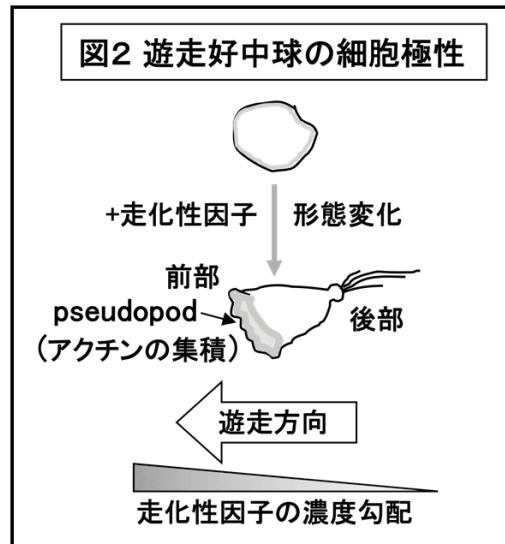 図2 遊走好中球の細胞極性
+走化性因子 形態変化
前部
pseudopod
（アクチンの集積）
後部
遊走方向
走化性因子の濃度勾配